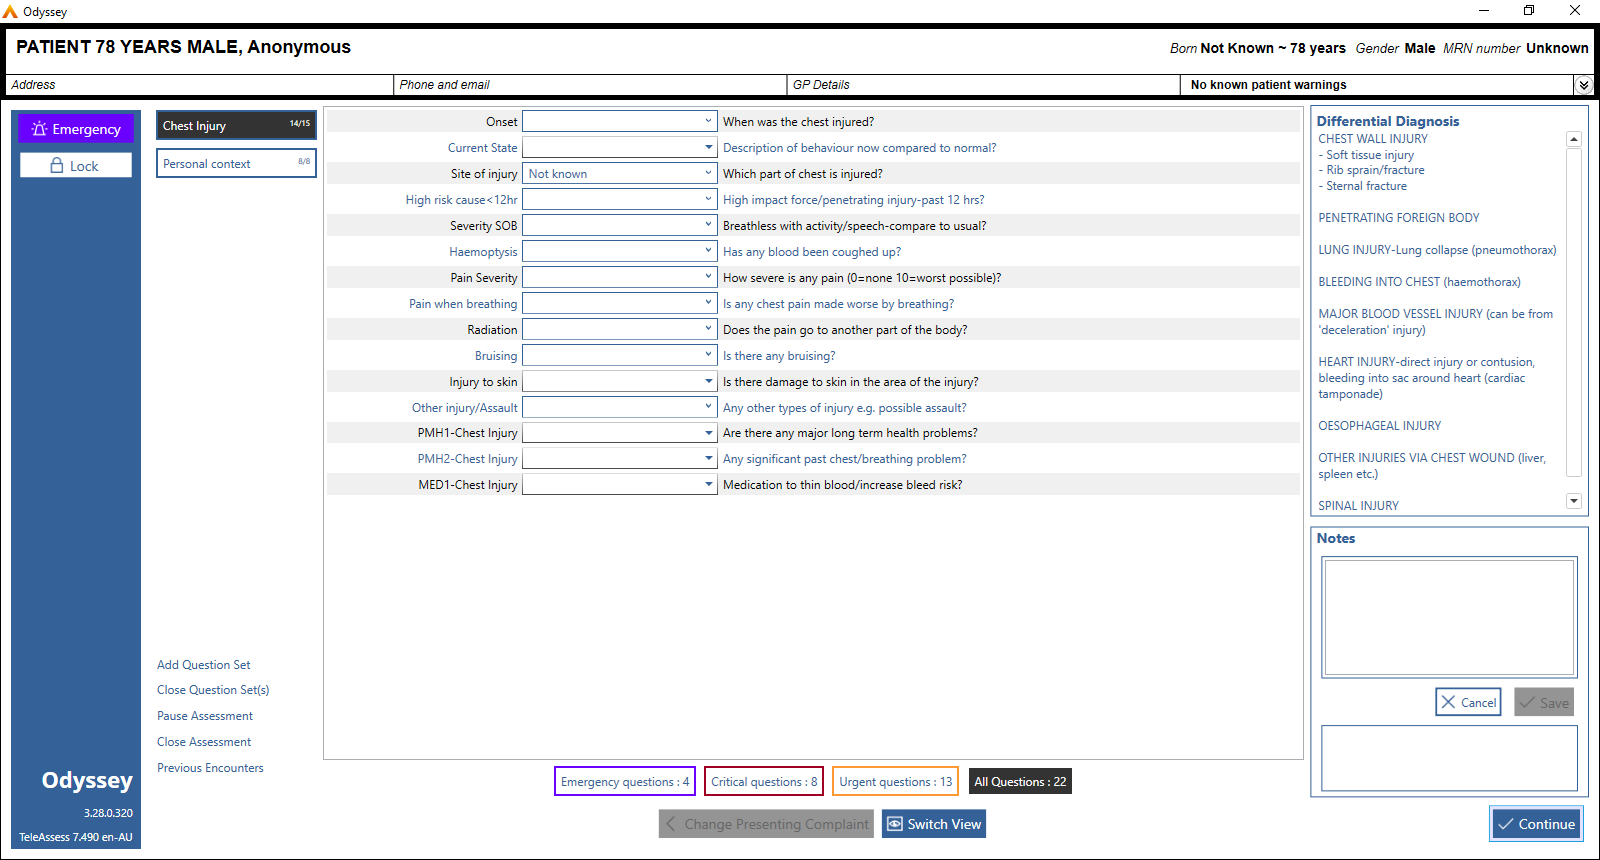 Odyssey
PATIENT 78 YEARS MALE, Anonymous
Born Not Known ~ 78 years Gender Male MRN number Unknown
Address
Phone and email
GP Details
No known patient warnings
Emergency
Lock
Chest Injury 14/15
Personal context 8/8
Onset When was the chest injured?
Current State Description of behaviour now compared to normal?
Site of injury Not known Which part of chest is injured?
High risk cause<12hr High impact force/penetrating injury-past 12 hrs?
Severity SOB Breathless with activity/speech-compare to usual?
Haemoptysis Has any blood been coughed up?
Pain Severity How severe is any pain (0=none 10=worst possible)?
Pain when breathing Is any chest pain made worse by breathing?
Radiation Does the pain go to another part of the body?
Bruising Is there any bruising?
Injury to skin Is there damage to skin in the area of the injury?
Other injury/Assault Any other types of injury e.g. possible assault?
PMH1-Chest Injury Are there any major long term health problems?
PMH2-Chest Injury Any significant past chest/breathing problem?
MED1-Chest Injury Medication to thin blood/increase bleed risk?
Differential Diagnosis
CHEST WALL INJURY
- Soft tissue injury
- Rib sprain/fracture
- Sternal fracture
PENETRATING FOREIGN BODY
LUNG INJURY-Lung collapse (pneumothorax)
BLEEDING INTO CHEST (haemothorax)
MAJOR BLOOD VESSEL INJURY (can be from
'deceleration' injury)
HEART INJURY-direct injury or contusion,
bleeding into sac around heart (cardiac
tamponade)
OESOPHAGEAL INJURY
OTHER INJURIES VIA CHEST WOUND (liver,
spleen etc.)
SPINAL INJURY
Notes
Cancel
Save
Add Question Set
Close Question Set(s)
Pause Assessment
Close Assessment
Previous Encounters
Odyssey
3.28.0.320
TeleAssess 7.490 en-AU
Emergency questions : 4
Critical questions : 8
Urgent questions : 13
All Questions : 22
Change Presenting Complaint
Switch View
Continue